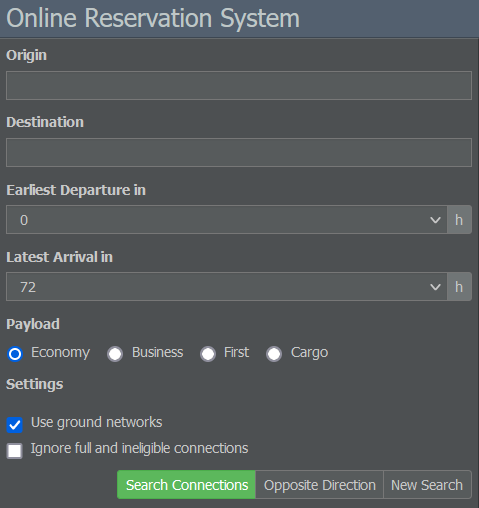 Online Reservation System
Origin
Destination
Earliest Departure in
0 h
Latest Arrival in
72 h
Payload
Economy Business First Cargo
Settings
Use ground networks
Ignore full and ineligible connections
Search Connections Opposite Direction New Search